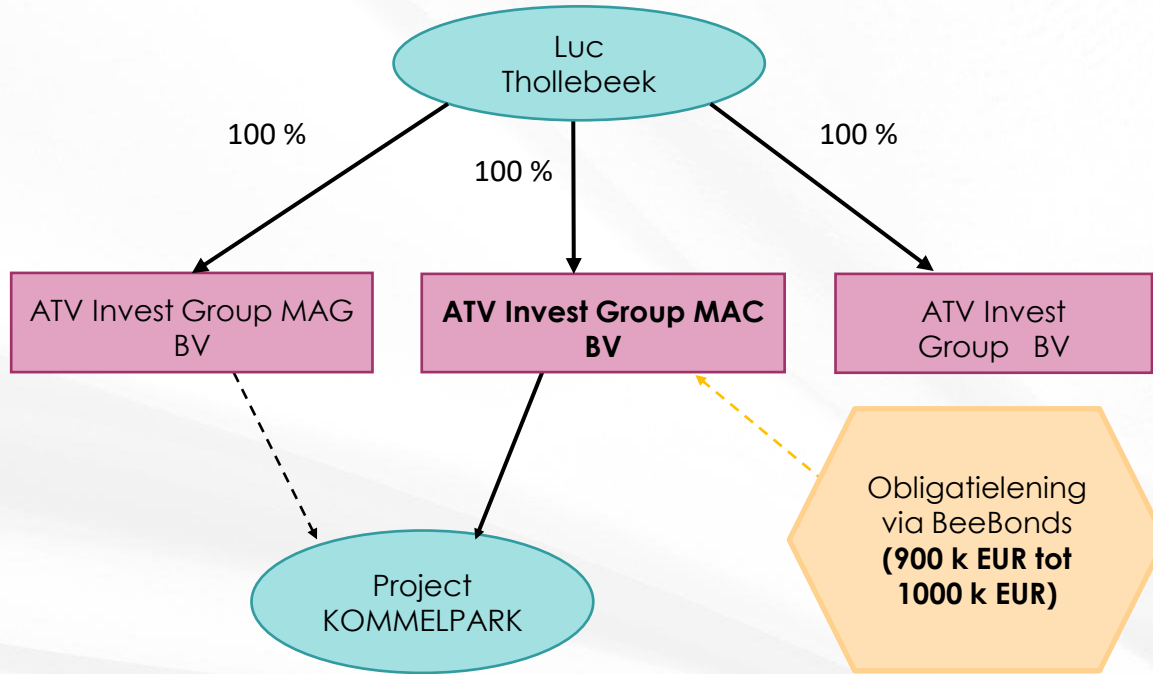 Luc
Thollebeek
100 %
100 %
100 %
ATV Invest Group MAG
BV
ATV Invest Group MAC
BV
ATV Invest
Group BV
Obligatielening
via BeeBonds
(900 k EUR tot
1000 k EUR)
Project
KOMMELPARK